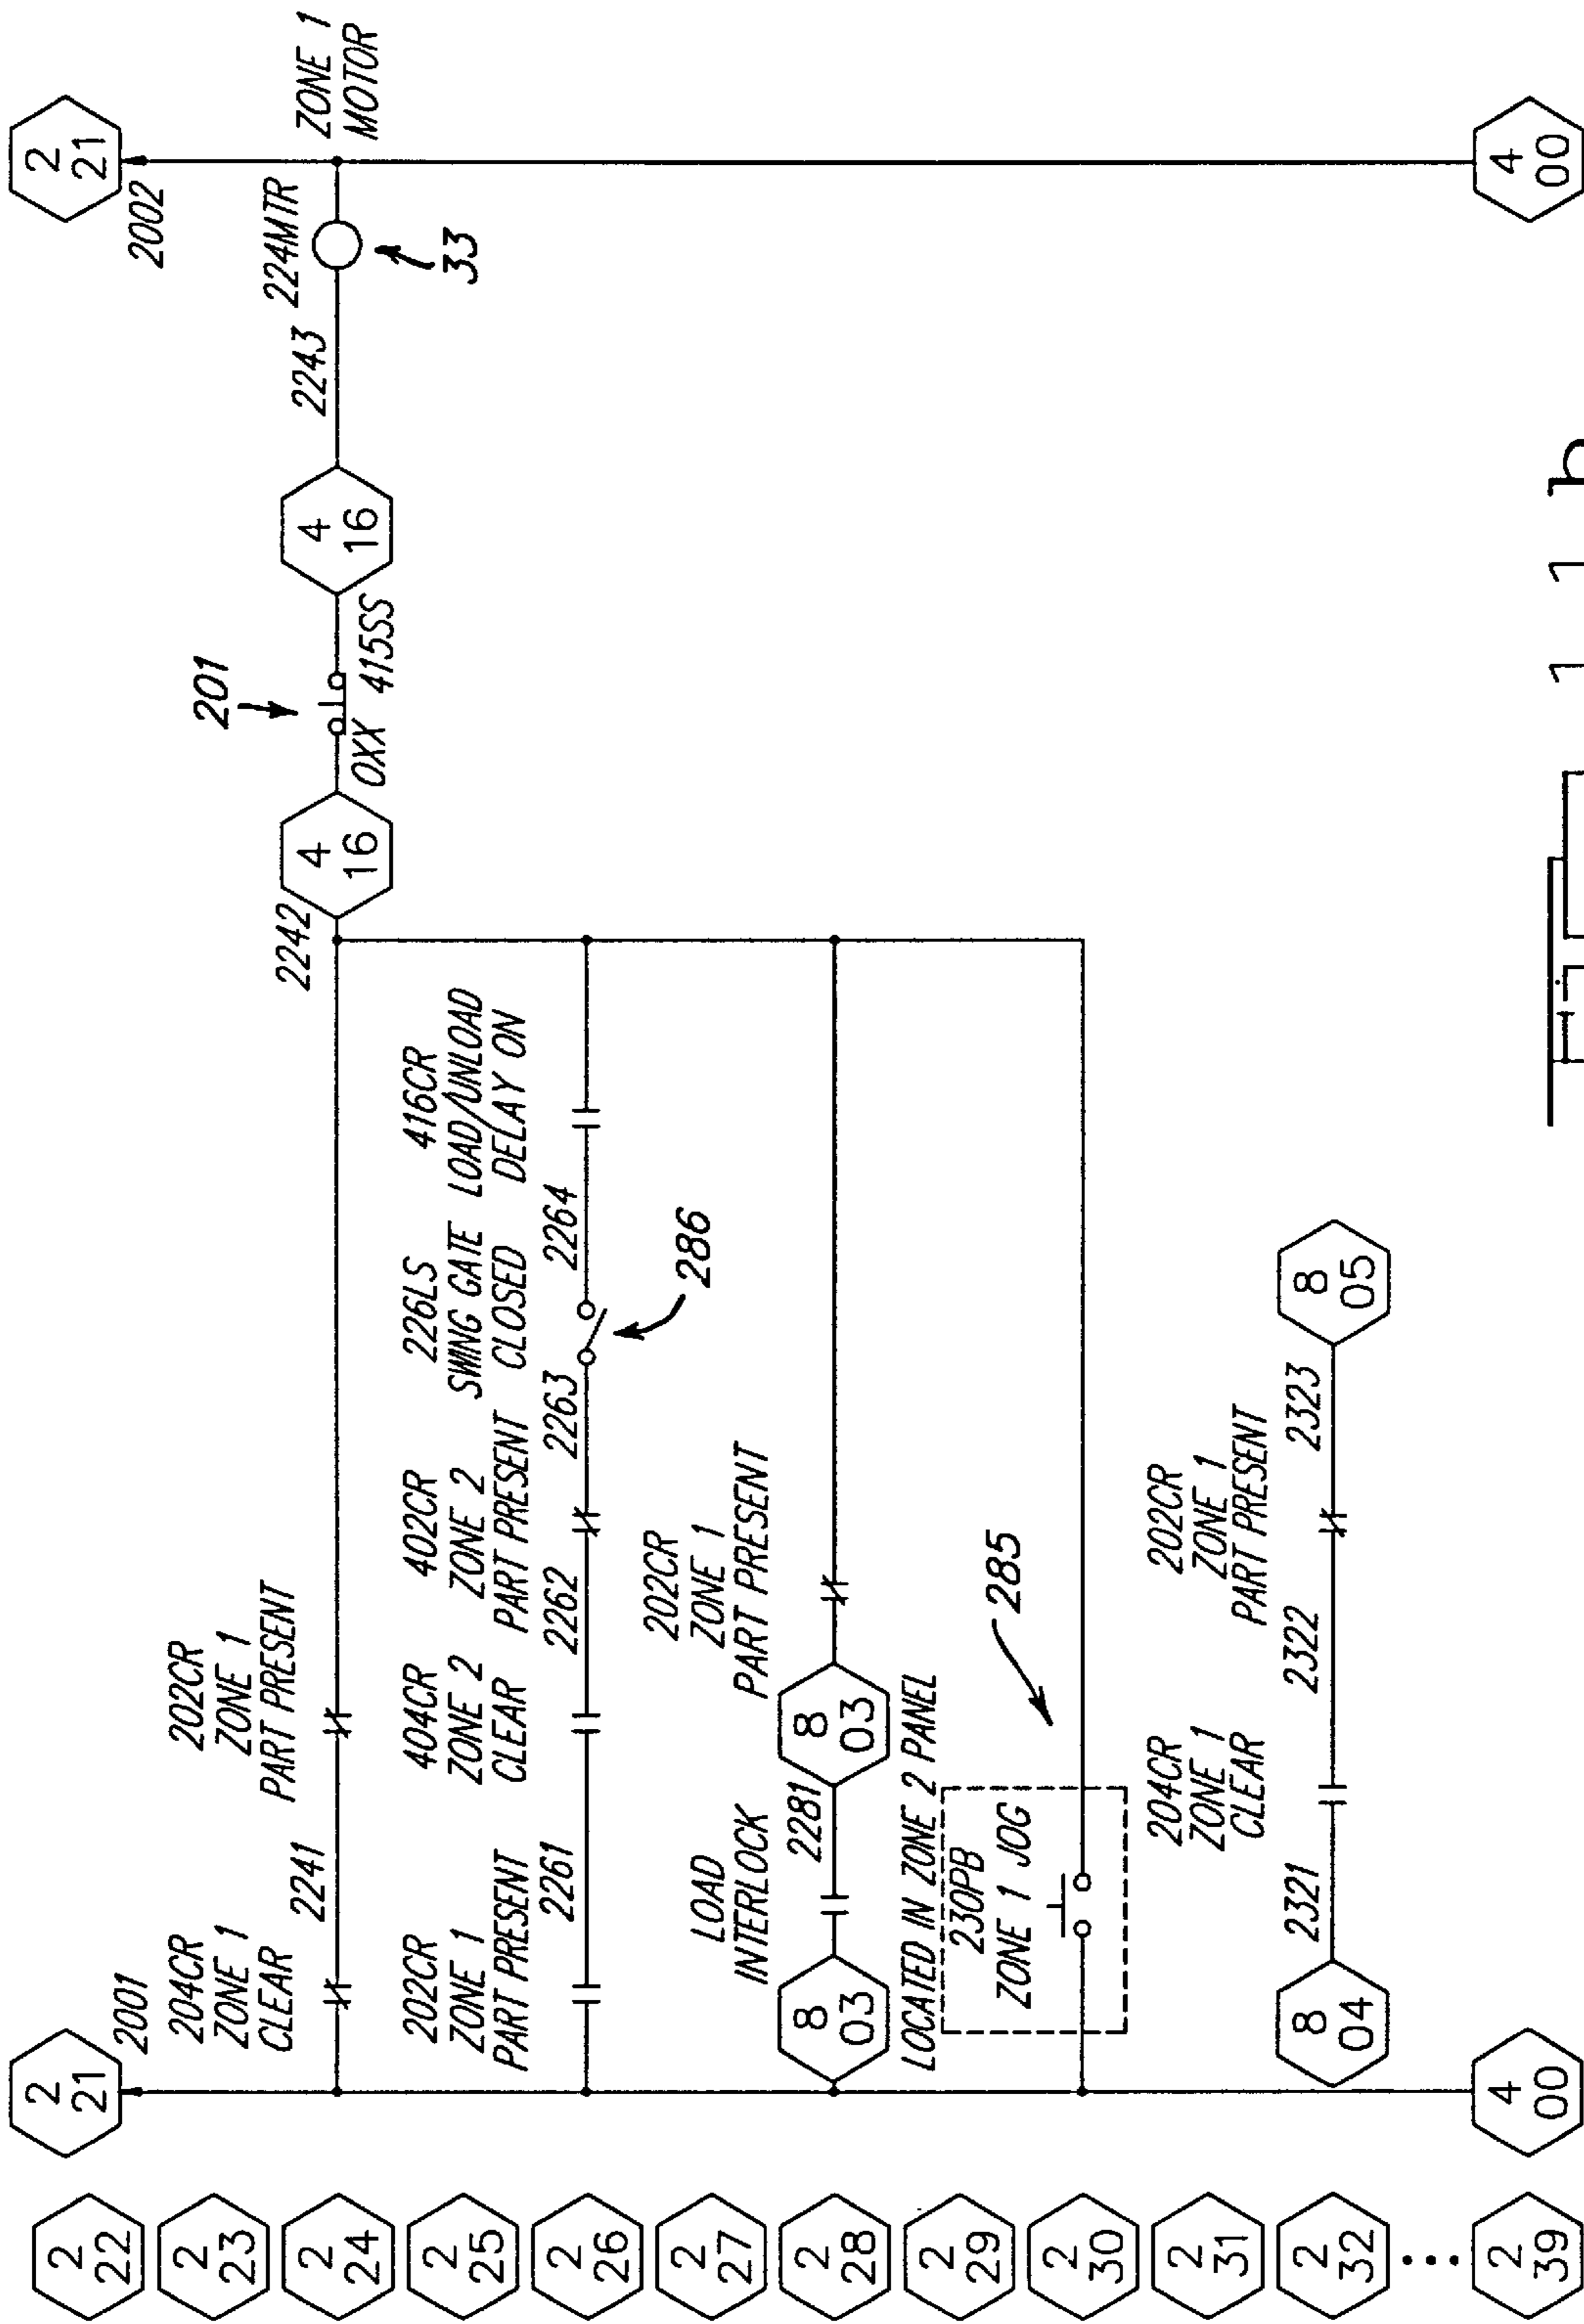 2
22
2
23
2
24
2
25
2
26
2
27
2
28
2
29
2
30
2
31
2
32
2
39
2
21
2001
2
21
2002
204CR
ZONE 1
CLEAR
2241
202CR
ZONE 1
PART PRESENT
2242
4
16
201
OXX
415SS
4
16
2243
224MTR
33
ZONE 1
MOTOR
202CR
ZONE 1
PART PRESENT
2261
404CR
ZONE 2
CLEAR
2262
402CR
ZONE 2
PART PRESENT
2263
226LS
SWING GATE
CLOSED
286
2264
416CR
LOAD/UNLOAD
DELAY ON
8
03
LOAD
INTERLOCK
2281
8
03
202CR
ZONE 1
PART PRESENT
LOCATED IN ZONE 2 PANEL
230PB
ZONE 1 JOG
285
8
04
2321
204CR
ZONE 1
CLEAR
2322
202CR
ZONE 1
PART PRESENT
2323
8
05
4
00
4
00